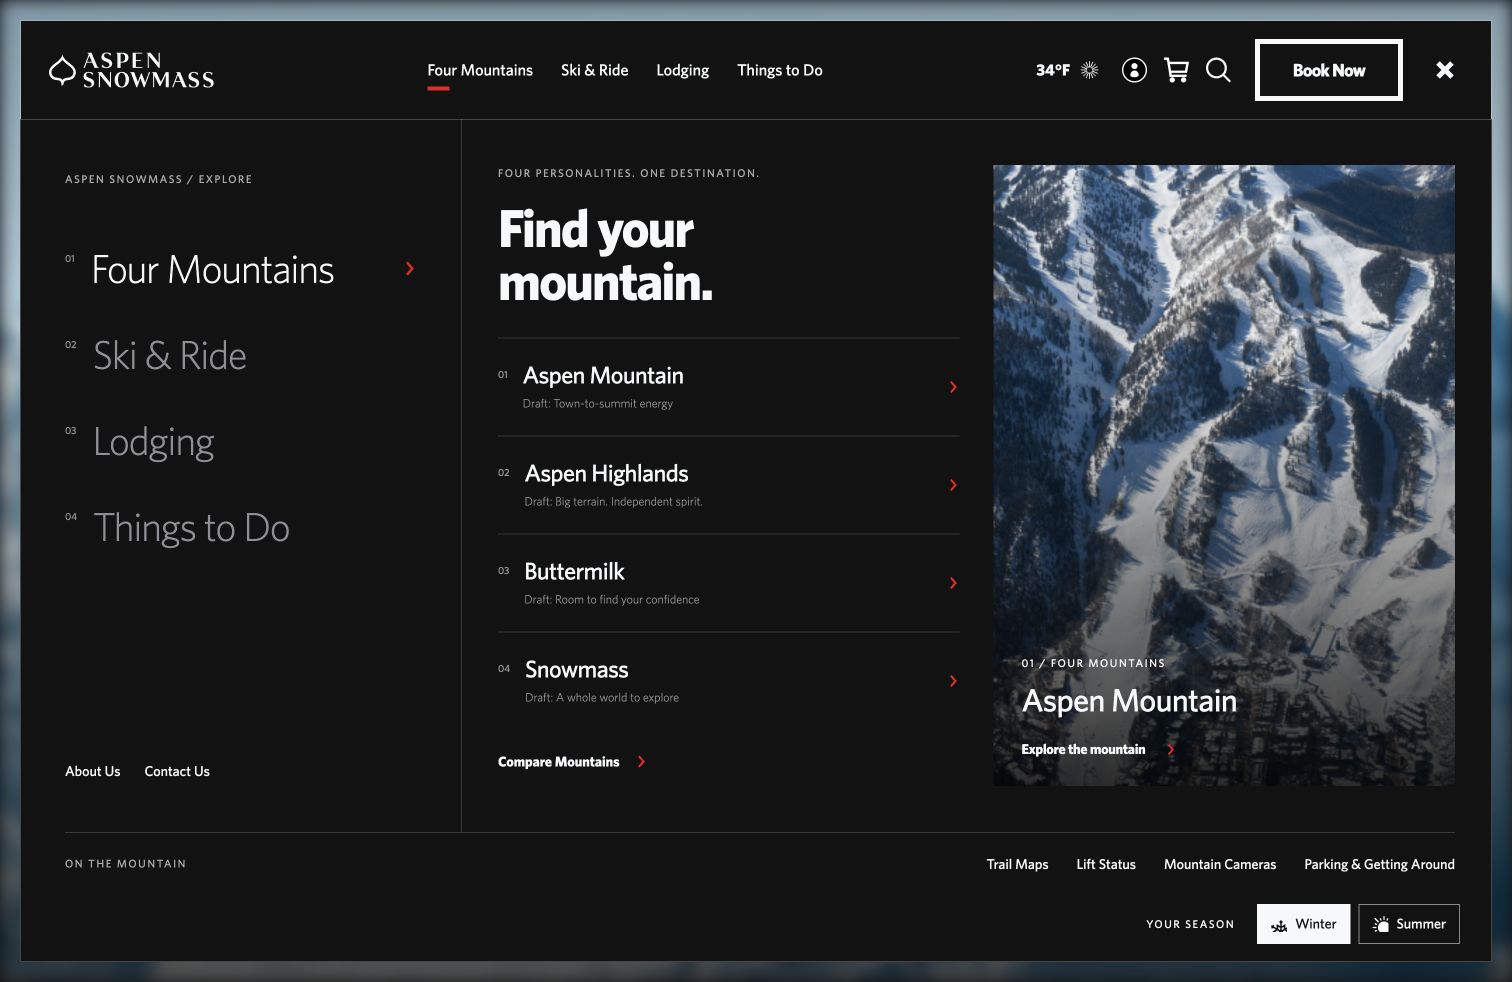 ASPEN
SNOWMASS
Four Mountains
Ski & Ride
Lodging
Things to Do
34°F
Book Now
ASPEN SNOWMASS / EXPLORE
01 Four Mountains
02 Ski & Ride
03 Lodging
04 Things to Do
About Us
Contact Us
FOUR PERSONALITIES. ONE DESTINATION.
Find your
mountain.
01 Aspen Mountain
Draft: Town-to-summit energy
02 Aspen Highlands
Draft: Big terrain. Independent spirit.
03 Buttermilk
Draft: Room to find your confidence
04 Snowmass
Draft: A whole world to explore
Compare Mountains
01 / FOUR MOUNTAINS
Aspen Mountain
Explore the mountain
ON THE MOUNTAIN
Trail Maps
Lift Status
Mountain Cameras
Parking & Getting Around
YOUR SEASON
Winter
Summer